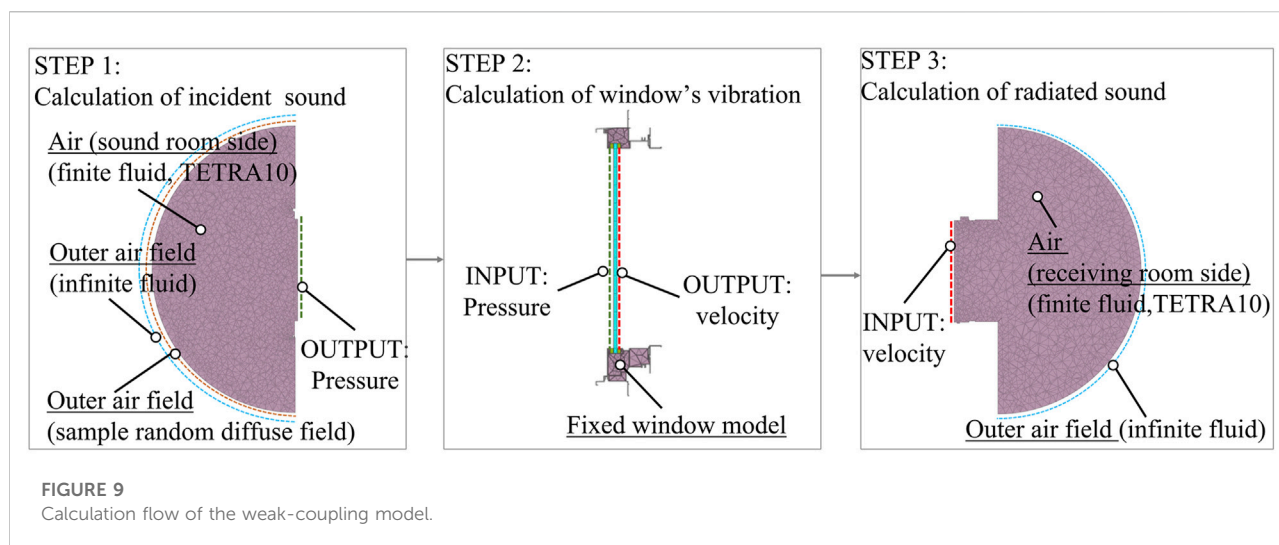 STEP 1:
Calculation of incident sound
Air (sound room side)
(finite fluid, TETRA10)
Outer air field
(infinite fluid)
OUTPUT:
Pressure
Outer air field
(sample random diffuse field)
STEP 2:
Calculation of window's vibration
INPUT:
Pressure
OUTPUT:
velocity
Fixed window model
STEP 3:
Calculation of radiated sound
Air
(receiving room side)
(finite fluid,TETRA10)
INPUT:
velocity
Outer air field (infinite fluid)
FIGURE 9
Calculation flow of the weak-coupling model.